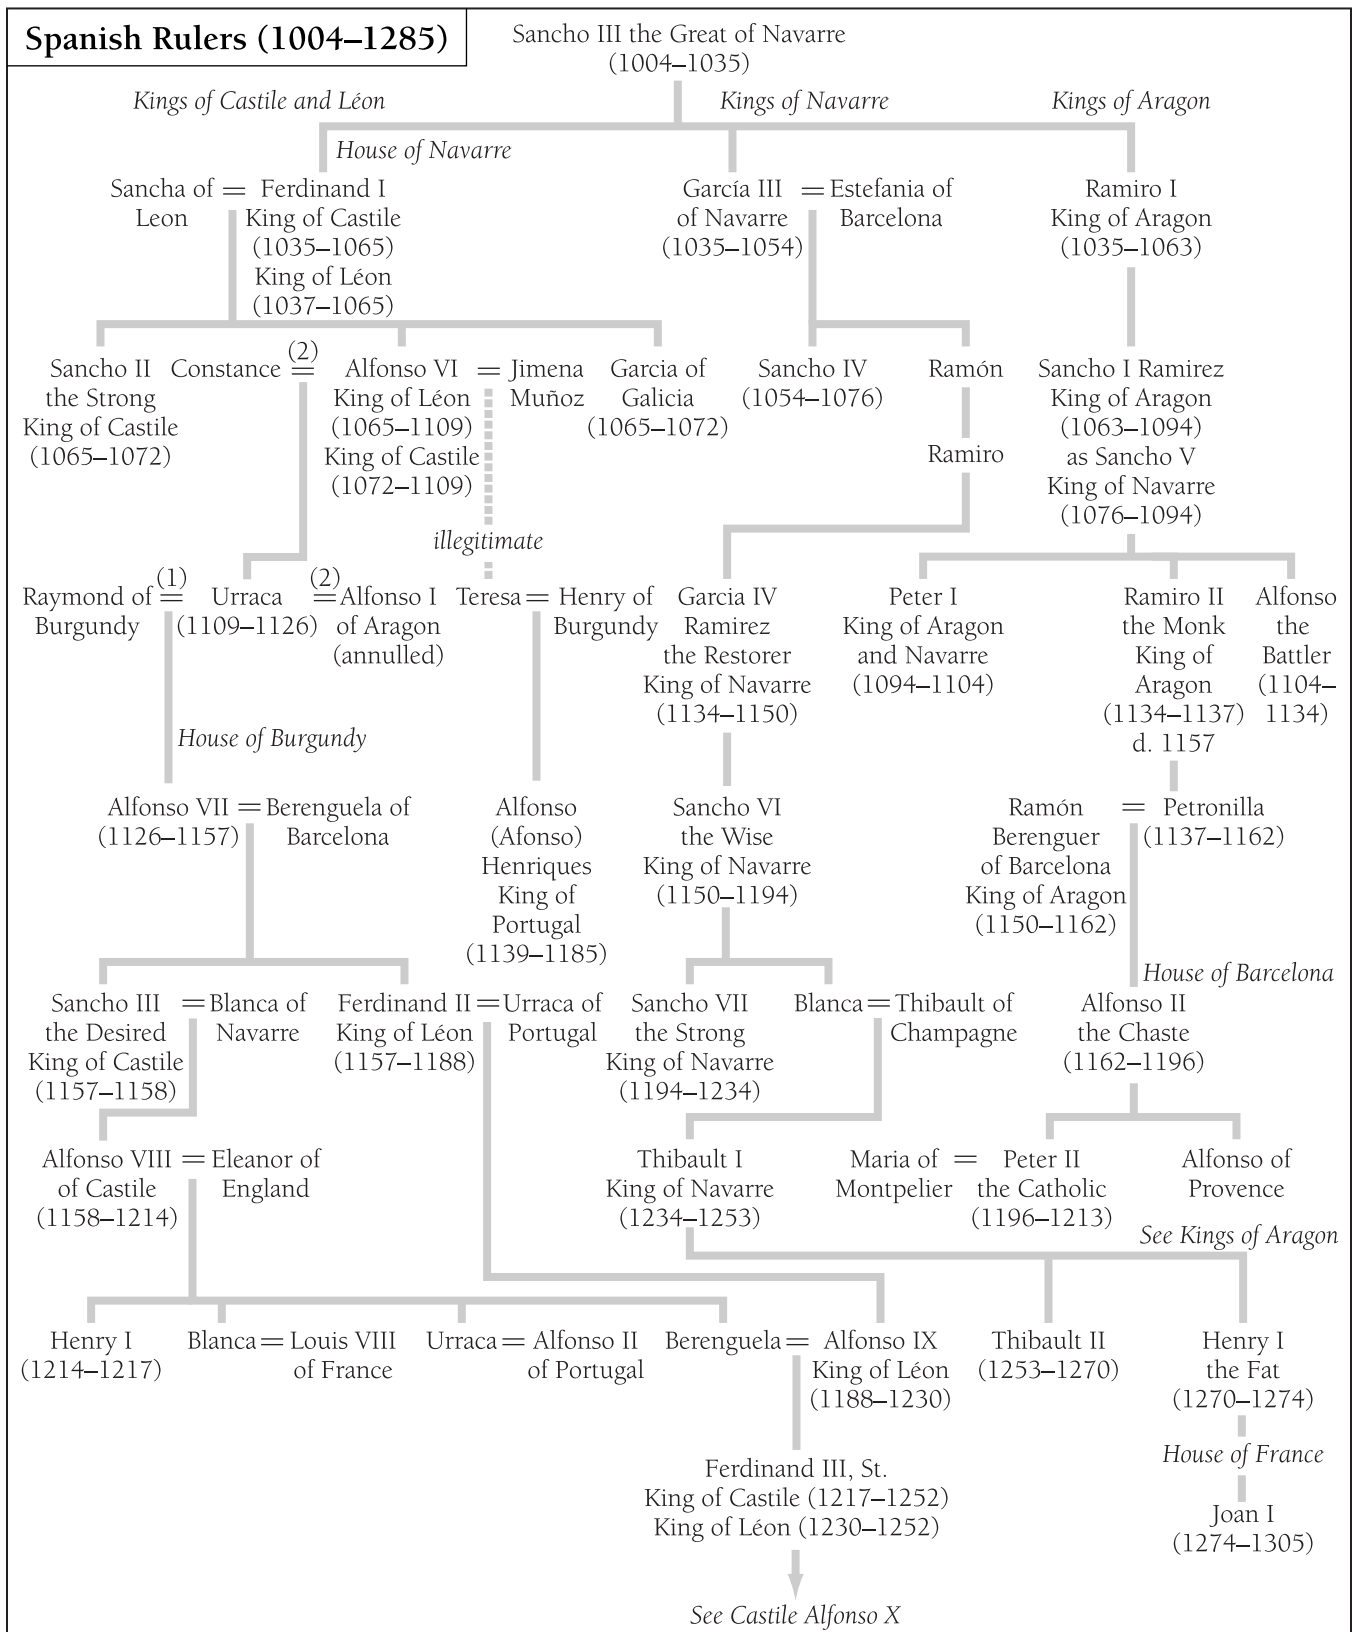 Spanish Rulers (1004–1285)
Sancho III the Great of Navarre
(1004–1035)
Kings of Castile and Léon
Kings of Navarre
Kings of Aragon
House of Navarre
Sancha of
Leon
=
Ferdinand I
King of Castile
(1035–1065)
King of Léon
(1037–1065)
García III
of Navarre
(1035–1054)
=
Estefania of
Barcelona
Ramiro I
King of Aragon
(1035–1063)
Sancho II
the Strong
King of Castile
(1065–1072)
Constance
(2)
=
Alfonso VI
King of Léon
(1065–1109)
King of Castile
(1072–1109)
=
Jimena
Muñoz
Garcia of
Galicia
(1065–1072)
Sancho IV
(1054–1076)
Ramón
Ramiro
Sancho I Ramirez
King of Aragon
(1063–1094)
as Sancho V
King of Navarre
(1076–1094)
illegitimate
Raymond of
Burgundy
(1)
=
Urraca
(1109–1126)
(2)
=
Alfonso I
of Aragon
(annulled)
Teresa
=
Henry of
Burgundy
Garcia IV
Ramirez
the Restorer
King of Navarre
(1134–1150)
Peter I
King of Aragon
and Navarre
(1094–1104)
Ramiro II
the Monk
King of
Aragon
(1134–1137)
d. 1157
Alfonso
the
Battler
(1104–
1134)
House of Burgundy
Alfonso VII
(1126–1157)
=
Berenguela of
Barcelona
Alfonso
(Afonso)
Henriques
King of
Portugal
(1139–1185)
Sancho VI
the Wise
King of Navarre
(1150–1194)
Ramón
Berenguer
of Barcelona
King of Aragon
(1150–1162)
=
Petronilla
(1137–1162)
House of Barcelona
Sancho III
the Desired
King of Castile
(1157–1158)
=
Blanca of
Navarre
Ferdinand II
King of Léon
(1157–1188)
=
Urraca of
Portugal
Sancho VII
the Strong
King of Navarre
(1194–1234)
Blanca
=
Thibault of
Champagne
Alfonso II
the Chaste
(1162–1196)
Alfonso VIII
of Castile
(1158–1214)
=
Eleanor of
England
Thibault I
King of Navarre
(1234–1253)
Maria of
Montpelier
=
Peter II
the Catholic
(1196–1213)
Alfonso of
Provence
See Kings of Aragon
Henry I
(1214–1217)
Blanca
=
Louis VIII
of France
Urraca
=
Alfonso II
of Portugal
Berenguela
=
Alfonso IX
King of Léon
(1188–1230)
Thibault II
(1253–1270)
Henry I
the Fat
(1270–1274)
House of France
Joan I
(1274–1305)
Ferdinand III, St.
King of Castile (1217–1252)
King of Léon (1230–1252)
See Castile Alfonso X